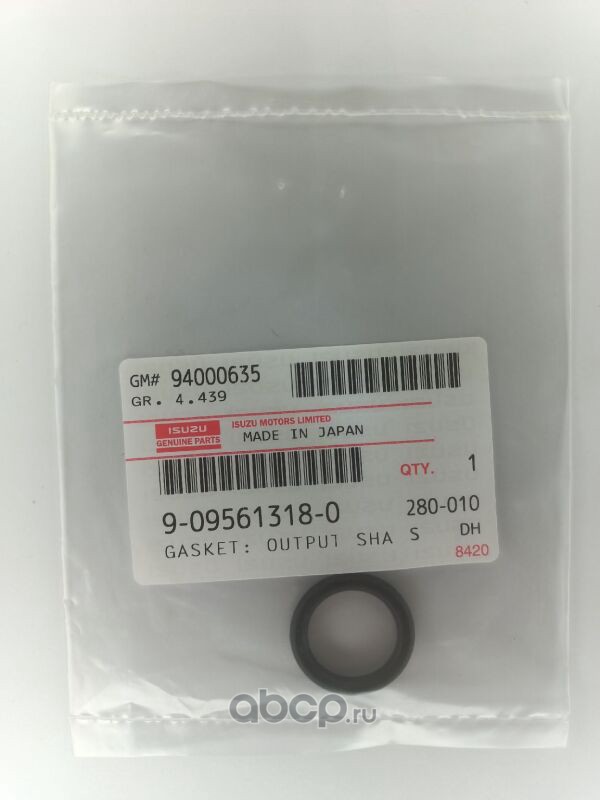 GM# 94000635
GR. 4.439
ISUZU
GENUINE PARTS
ISUZU MOTORS LIMITED
MADE IN JAPAN
QTY. 1
9-09561318-0 280-010
GASKET: OUTPUT SHA S DH
8420
abcp.ru